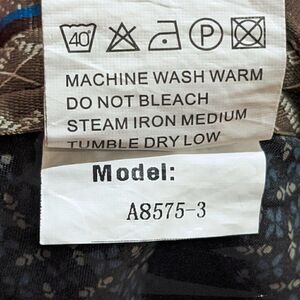 40° P
MACHINE WASH WARM
DO NOT BLEACH
STEAM IRON MEDIUM
TUMBLE DRY LOW
Model:
A8575-3